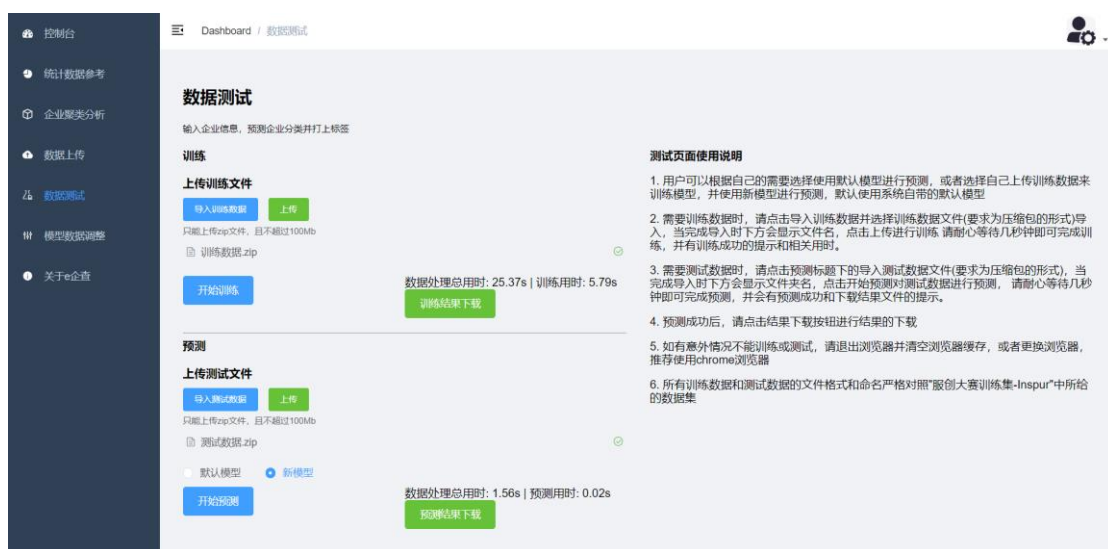 控制台
统计数据参考
企业聚类分析
数据上传
数据测试
模型数据调整
关于e企查
Dashboard / 数据测试
数据测试
输入企业信息，预测企业分类并打上标签
训练
上传训练文件
导入训练数据
上传
只能上传zip文件，且不超过100Mb
训练数据.zip
开始训练
数据处理总用时: 25.37s | 训练用时: 5.79s
训练结果下载
预测
上传测试文件
导入测试数据
上传
只能上传zip文件，且不超过100Mb
测试数据.zip
默认模型
新模型
开始预测
数据处理总用时: 1.56s | 预测用时: 0.02s
预测结果下载
测试页面使用说明
1. 用户可以根据自己的需要选择使用默认模型进行预测，或者选择自己上传训练数据来
训练模型，并使用新模型进行预测，默认使用系统自带的默认模型
2. 需要训练数据时，请点击导入训练数据并选择训练数据文件(要求为压缩包的形式)导
入，当完成导入时下方会显示文件名，点击上传进行训练 请耐心等待几秒钟即可完成训
练，并有训练成功的提示和相关用时。
3. 需要测试数据时，请点击预测标题下的导入测试数据文件(要求为压缩包的形式)，当
完成导入时下方会显示文件夹名，点击开始预测对测试数据进行预测， 请耐心等待几秒
钟即可完成预测，并会有预测成功和下载结果文件的提示。
4. 预测成功后，请点击结果下载按钮进行结果的下载
5. 如有意外情况不能训练或测试，请退出浏览器并清空浏览器缓存，或者更换浏览器，
推荐使用chrome浏览器
6. 所有训练数据和测试数据的文件格式和命名严格对照"服创大赛训练集-Inspur"中所给
的数据集